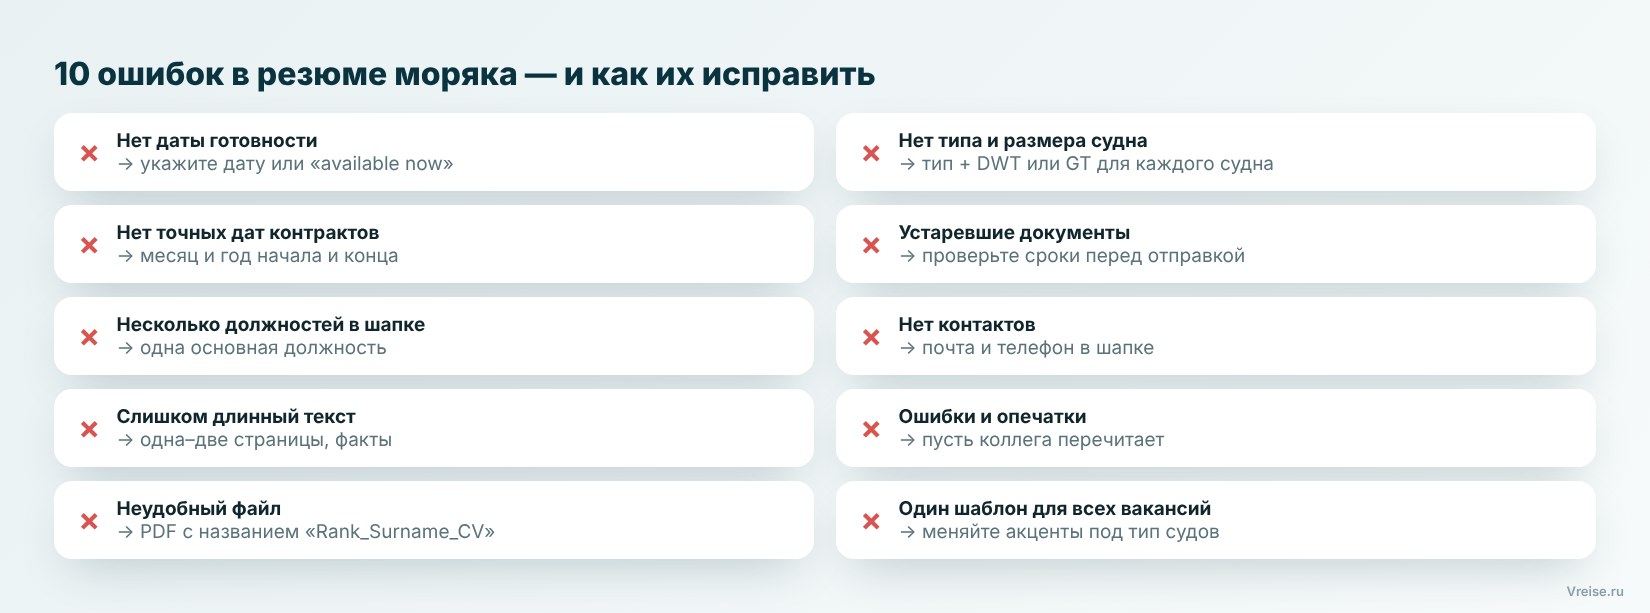 10 ошибок в резюме моряка — и как их исправить
Нет даты готовности
→ укажите дату или «available now»
Нет типа и размера судна
→ тип + DWT или GT для каждого судна
Нет точных дат контрактов
→ месяц и год начала и конца
Устаревшие документы
→ проверьте сроки перед отправкой
Несколько должностей в шапке
→ одна основная должность
Нет контактов
→ почта и телефон в шапке
Слишком длинный текст
→ одна–две страницы, факты
Ошибки и опечатки
→ пусть коллега перечитает
Неудобный файл
→ PDF с названием «Rank_Surname_CV»
Один шаблон для всех вакансий
→ меняйте акценты под тип судов
Vreise.ru